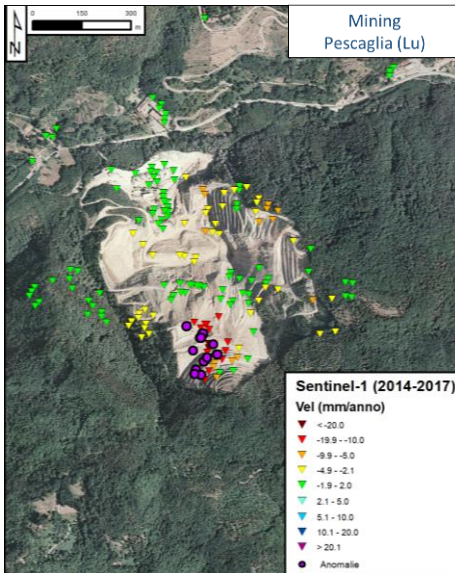 0 150 300
m
N
Mining
Pescaglia (Lu)
Sentinel-1 (2014-2017)
Vel (mm/anno)
< -20.0
-19.9 - -10.0
-9.9 - -5.0
-4.9 - -2.1
-1.9 - 2.0
2.1 - 5.0
5.1 - 10.0
10.1 - 20.0
> 20.1
Anomalie